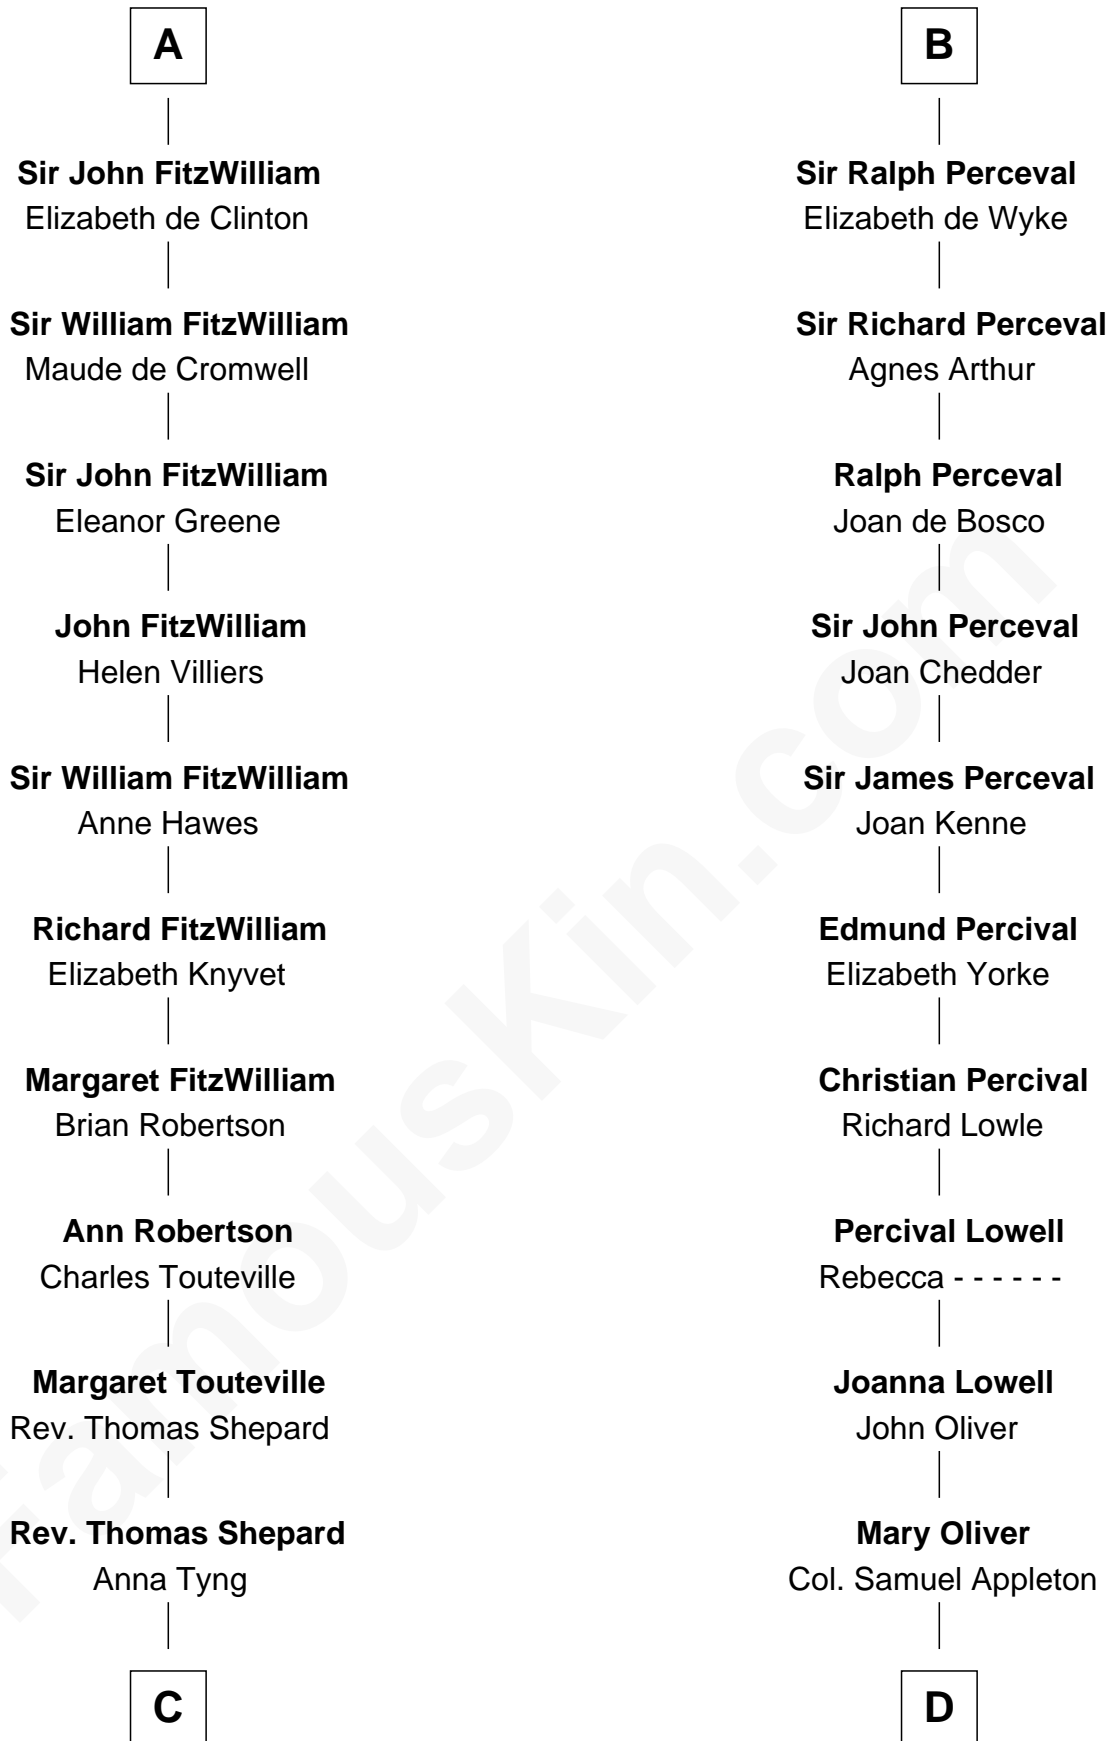 A
Sir John FitzWilliam
Elizabeth de Clinton
Sir William FitzWilliam
Maude de Cromwell
Sir John FitzWilliam
Eleanor Greene
John FitzWilliam
Helen Villiers
Sir William FitzWilliam
Anne Hawes
Richard FitzWilliam
Elizabeth Knyvet
Margaret FitzWilliam
Brian Robertson
Ann Robertson
Charles Touteville
Margaret Touteville
Rev. Thomas Shepard
Rev. Thomas Shepard
Anna Tyng
C
B
Sir Ralph Perceval
Elizabeth de Wyke
Sir Richard Perceval
Agnes Arthur
Ralph Perceval
Joan de Bosco
Sir John Perceval
Joan Chedder
Sir James Perceval
Joan Kenne
Edmund Percival
Elizabeth Yorke
Christian Percival
Richard Lowle
Percival Lowell
Rebecca - - - - - -
Joanna Lowell
John Oliver
Mary Oliver
Col. Samuel Appleton
D
FamousKin.com